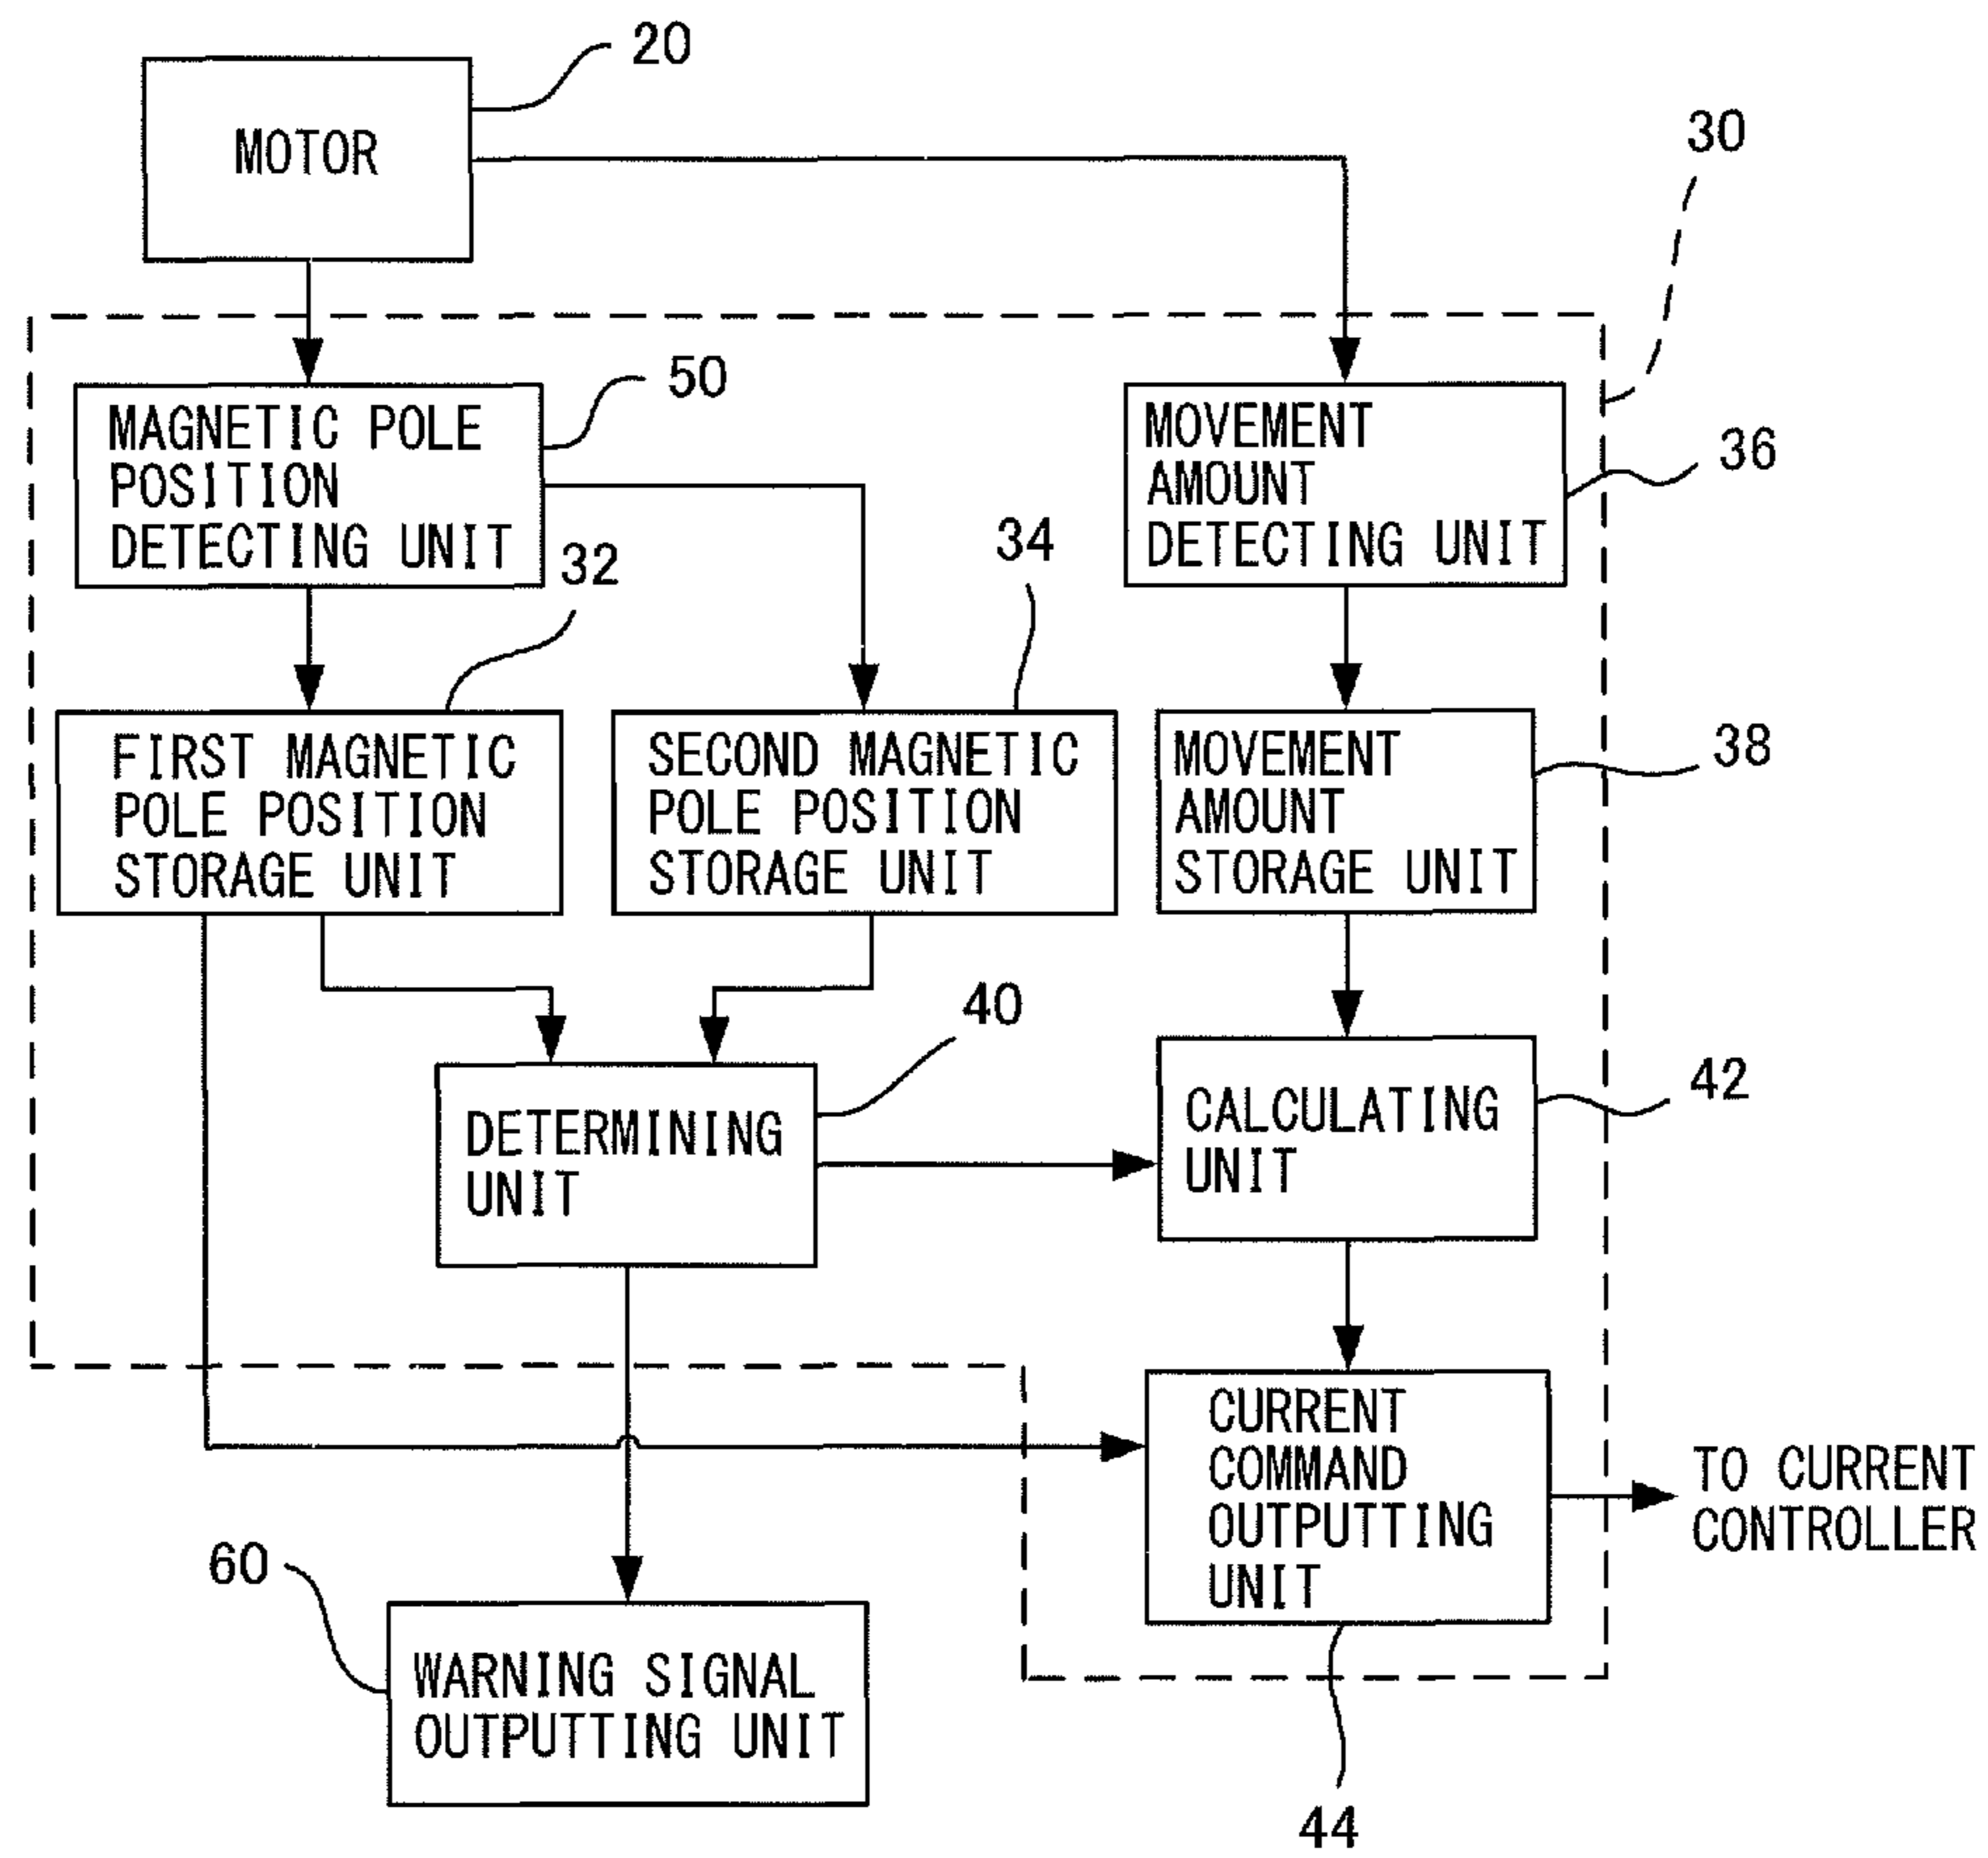 20
MOTOR
30
50
MAGNETIC POLE
POSITION
DETECTING UNIT
MOVEMENT
AMOUNT
DETECTING UNIT
36
32
34
FIRST MAGNETIC
POLE POSITION
STORAGE UNIT
SECOND MAGNETIC
POLE POSITION
STORAGE UNIT
MOVEMENT
AMOUNT
STORAGE UNIT
38
40
DETERMINING
UNIT
CALCULATING
UNIT
42
CURRENT
COMMAND
OUTPUTTING
UNIT
TO CURRENT
CONTROLLER
60
WARNING SIGNAL
OUTPUTTING UNIT
44